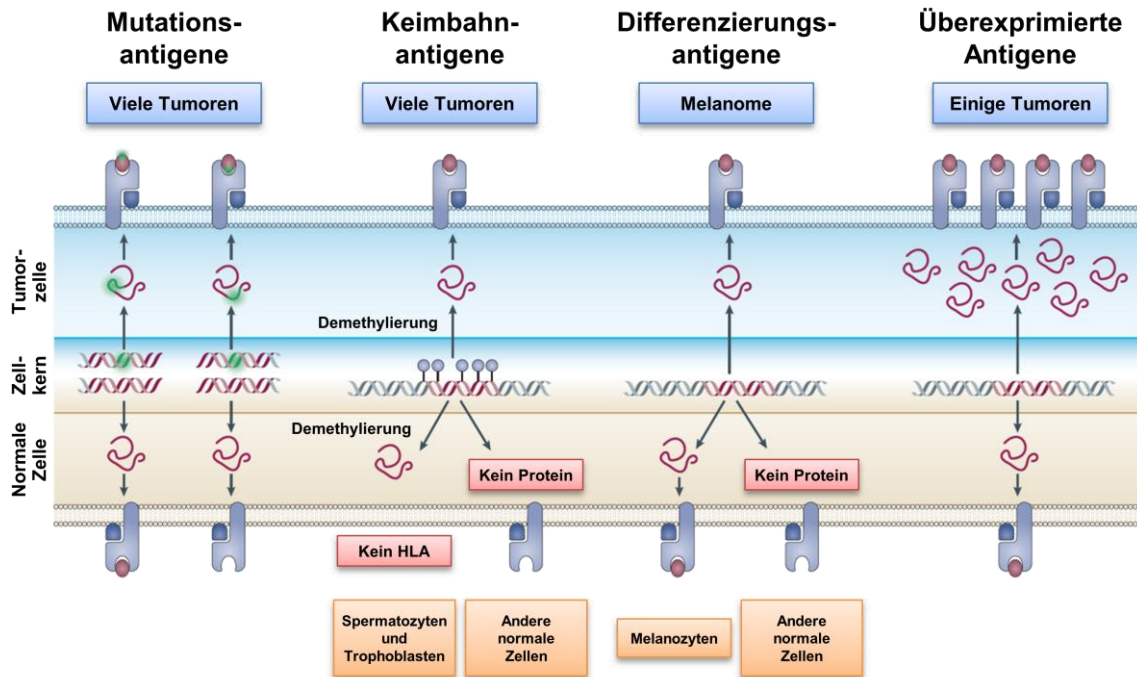 Mutations-
antigene
Keimbahn-
antigene
Differenzierungs-
antigene
Überexprimierte
Antigene
Viele Tumoren
Viele Tumoren
Melanome
Einige Tumoren
Tumor-
zelle
Demethylierung
Zell-
kern
Normale
Zelle
Demethylierung
Kein Protein
Kein Protein
Kein HLA
Spermatozyten
und
Trophoblasten
Andere
normale
Zellen
Melanozyten
Andere
normale
Zellen